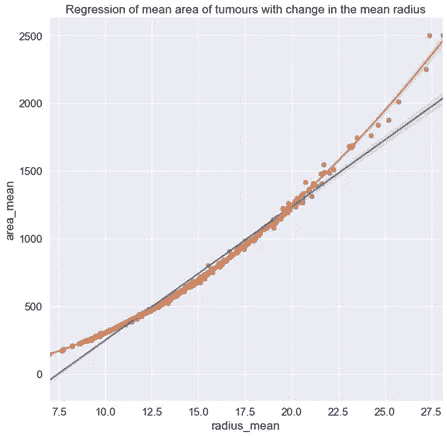 Regression of mean area of tumours with change in the mean radius
2500
2000
1500
1000
500
0
area_mean
7.5 10.0 12.5 15.0 17.5 20.0 22.5 25.0 27.5
radius_mean